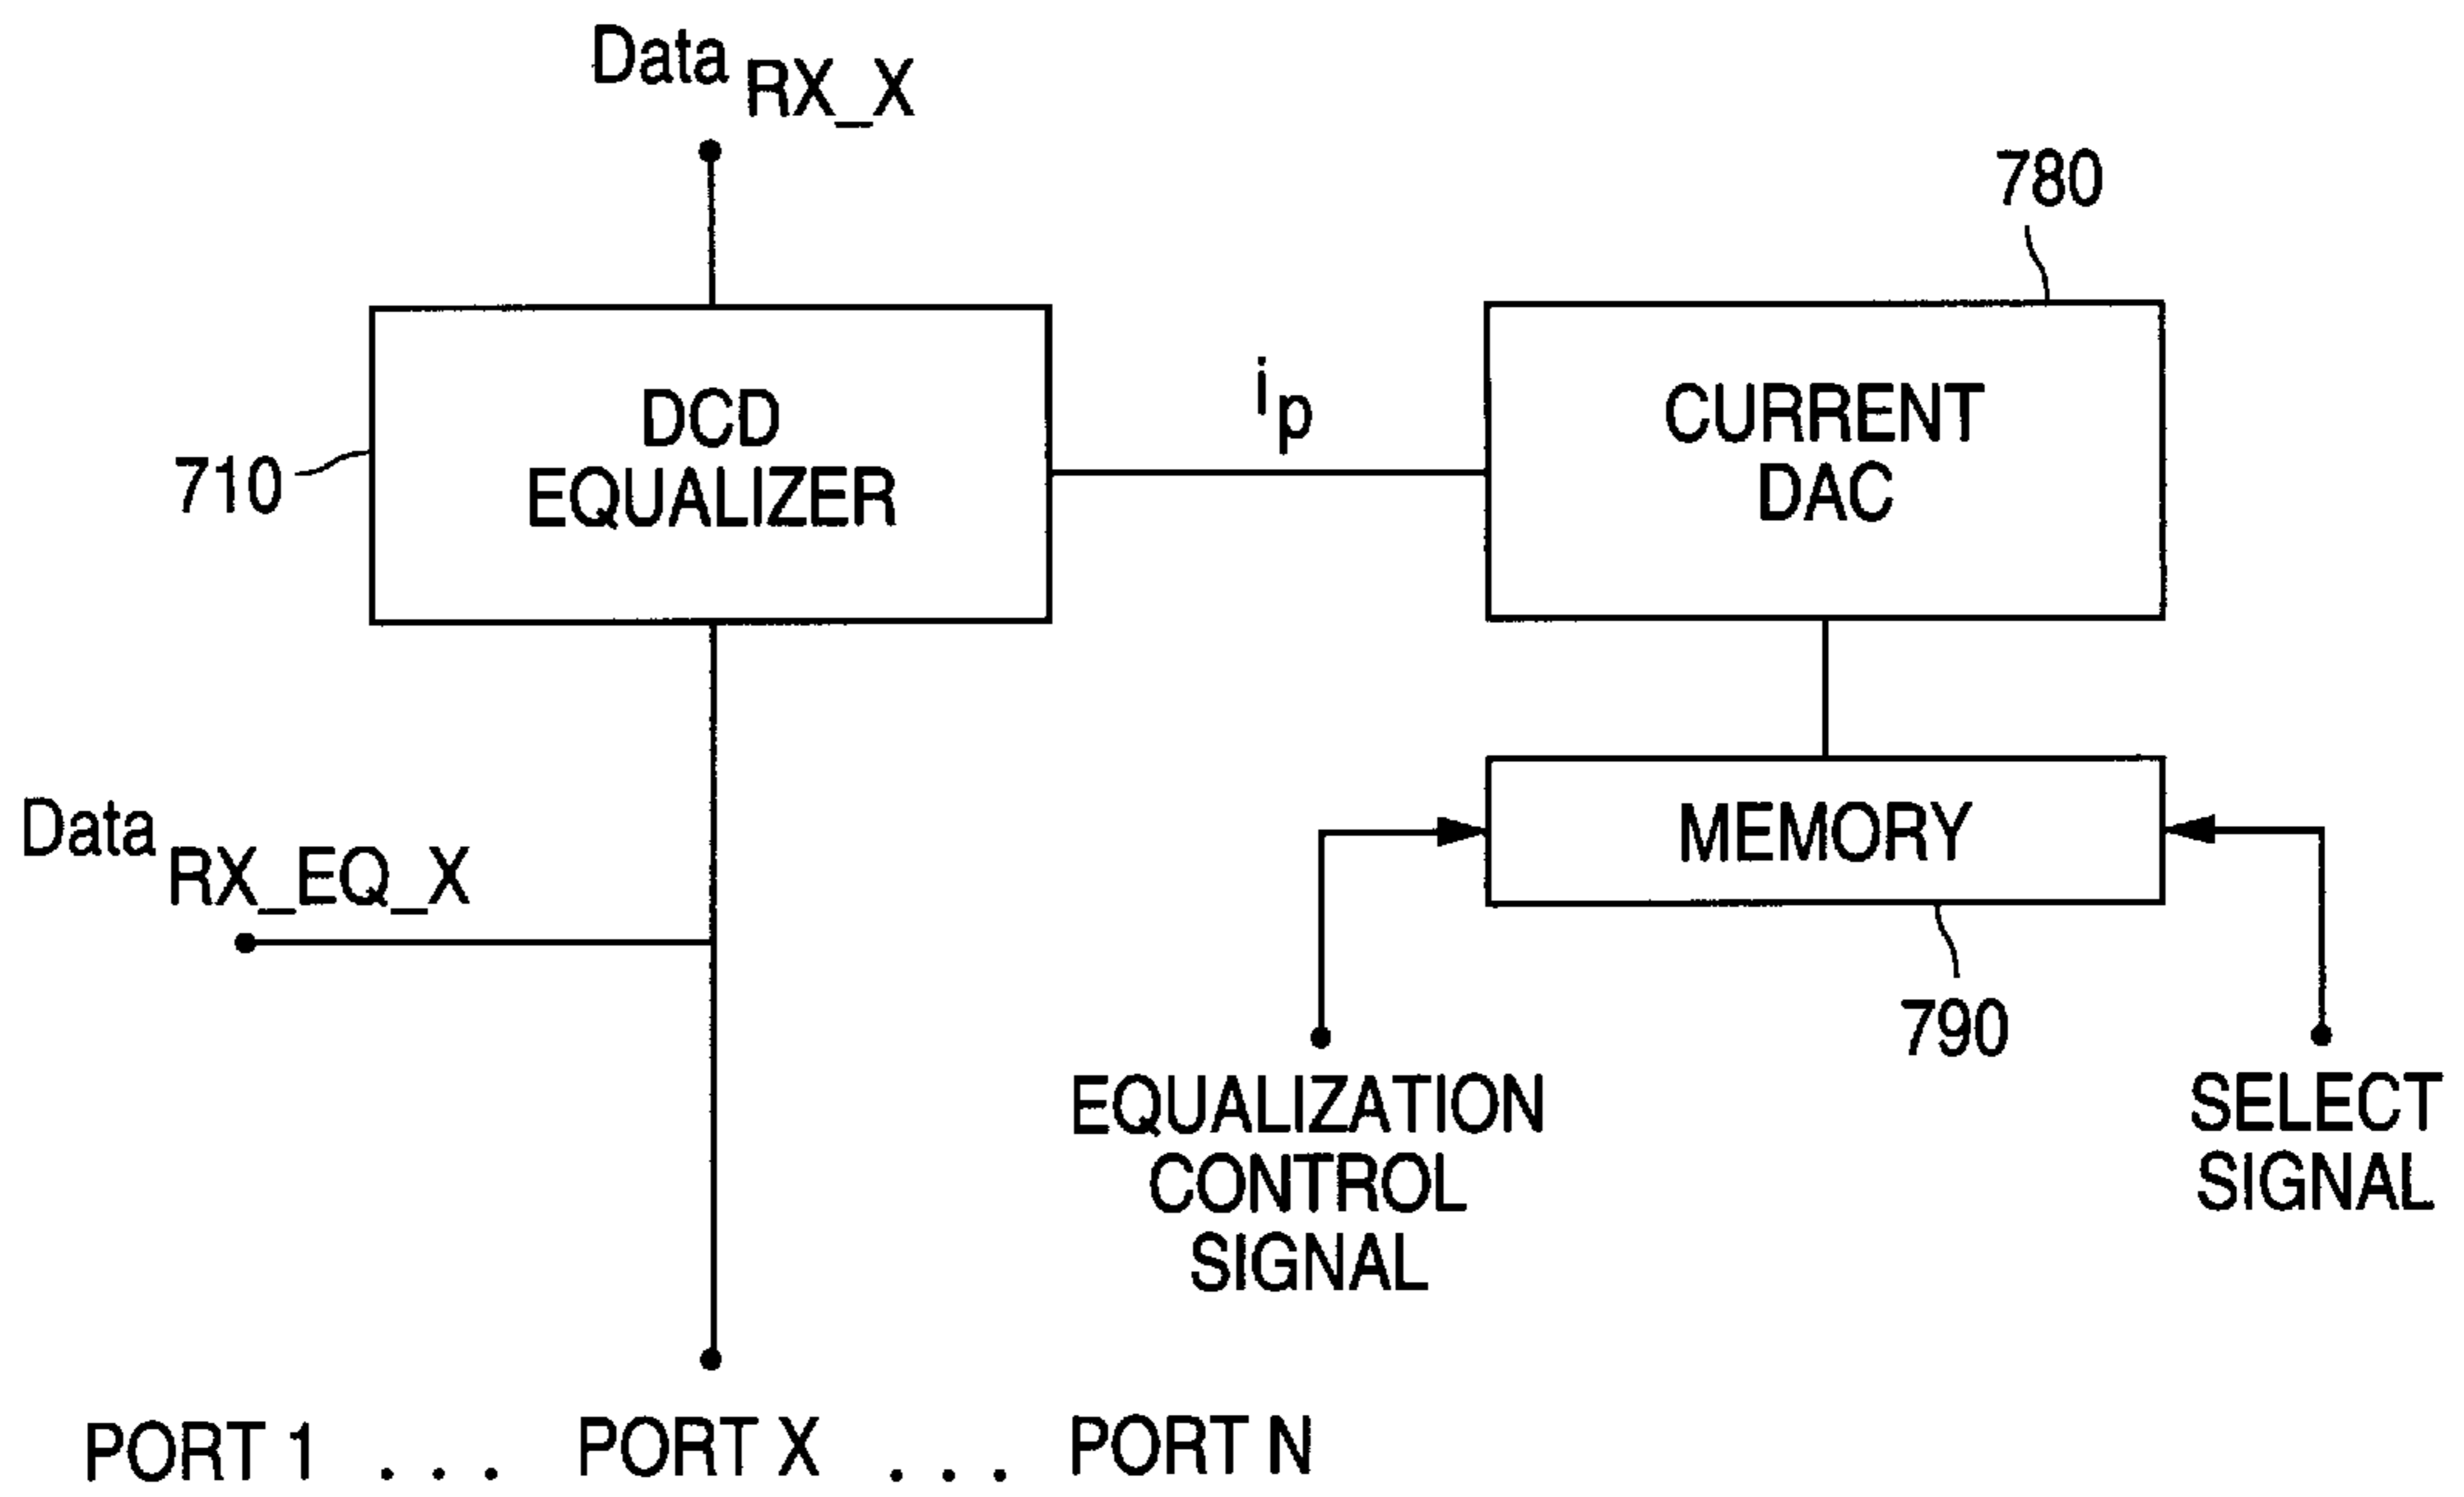 Data RX_X
780
DCD
EQUALIZER
710
ip
CURRENT
DAC
Data RX_EQ_X
MEMORY
790
EQUALIZATION
CONTROL
SIGNAL
SELECT
SIGNAL
PORT 1 . . . PORT X . . . PORT N